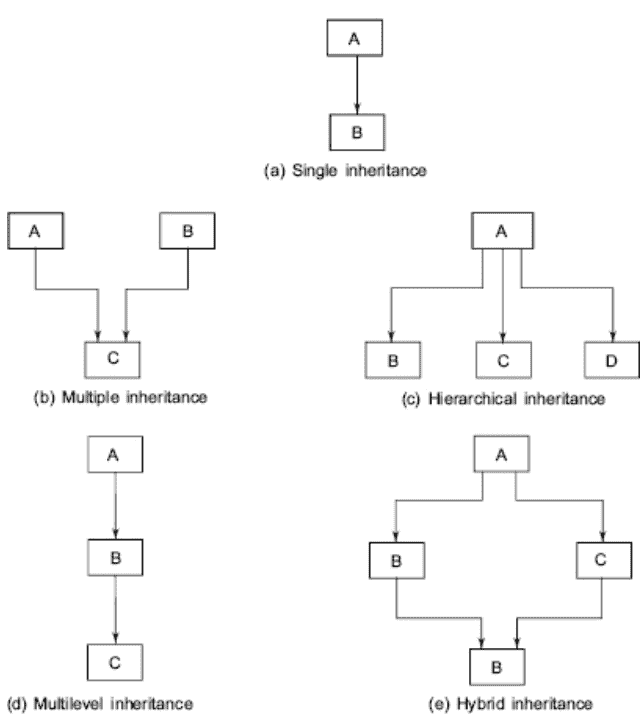 A
B
(a) Single inheritance
A
B
C
(b) Multiple inheritance
A
B
C
D
(c) Hierarchical inheritance
A
B
C
(d) Multilevel inheritance
A
B
C
B
(e) Hybrid inheritance